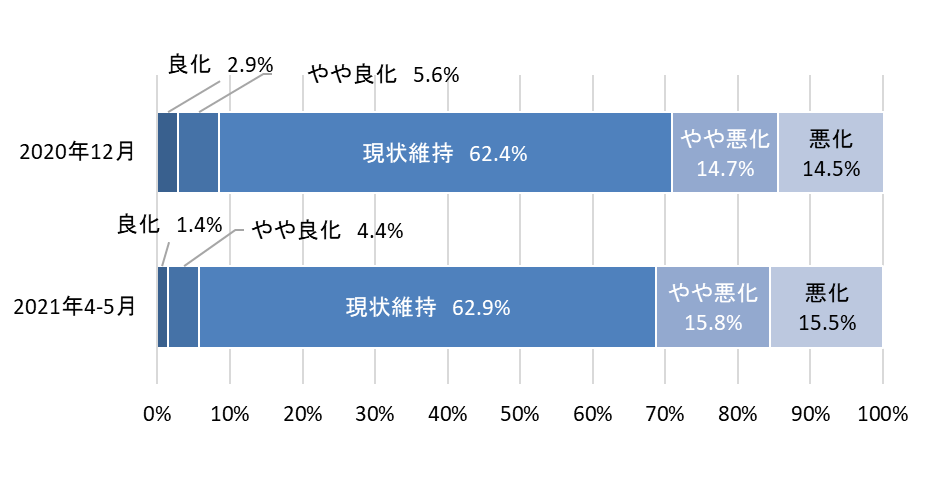 良化 2.9%
やや良化 5.6%
2020年12月
現状維持 62.4%
やや悪化
14.7%
悪化
14.5%
良化 1.4%
やや良化 4.4%
2021年4-5月
現状維持 62.9%
やや悪化
15.8%
悪化
15.5%
0% 10% 20% 30% 40% 50% 60% 70% 80% 90% 100%